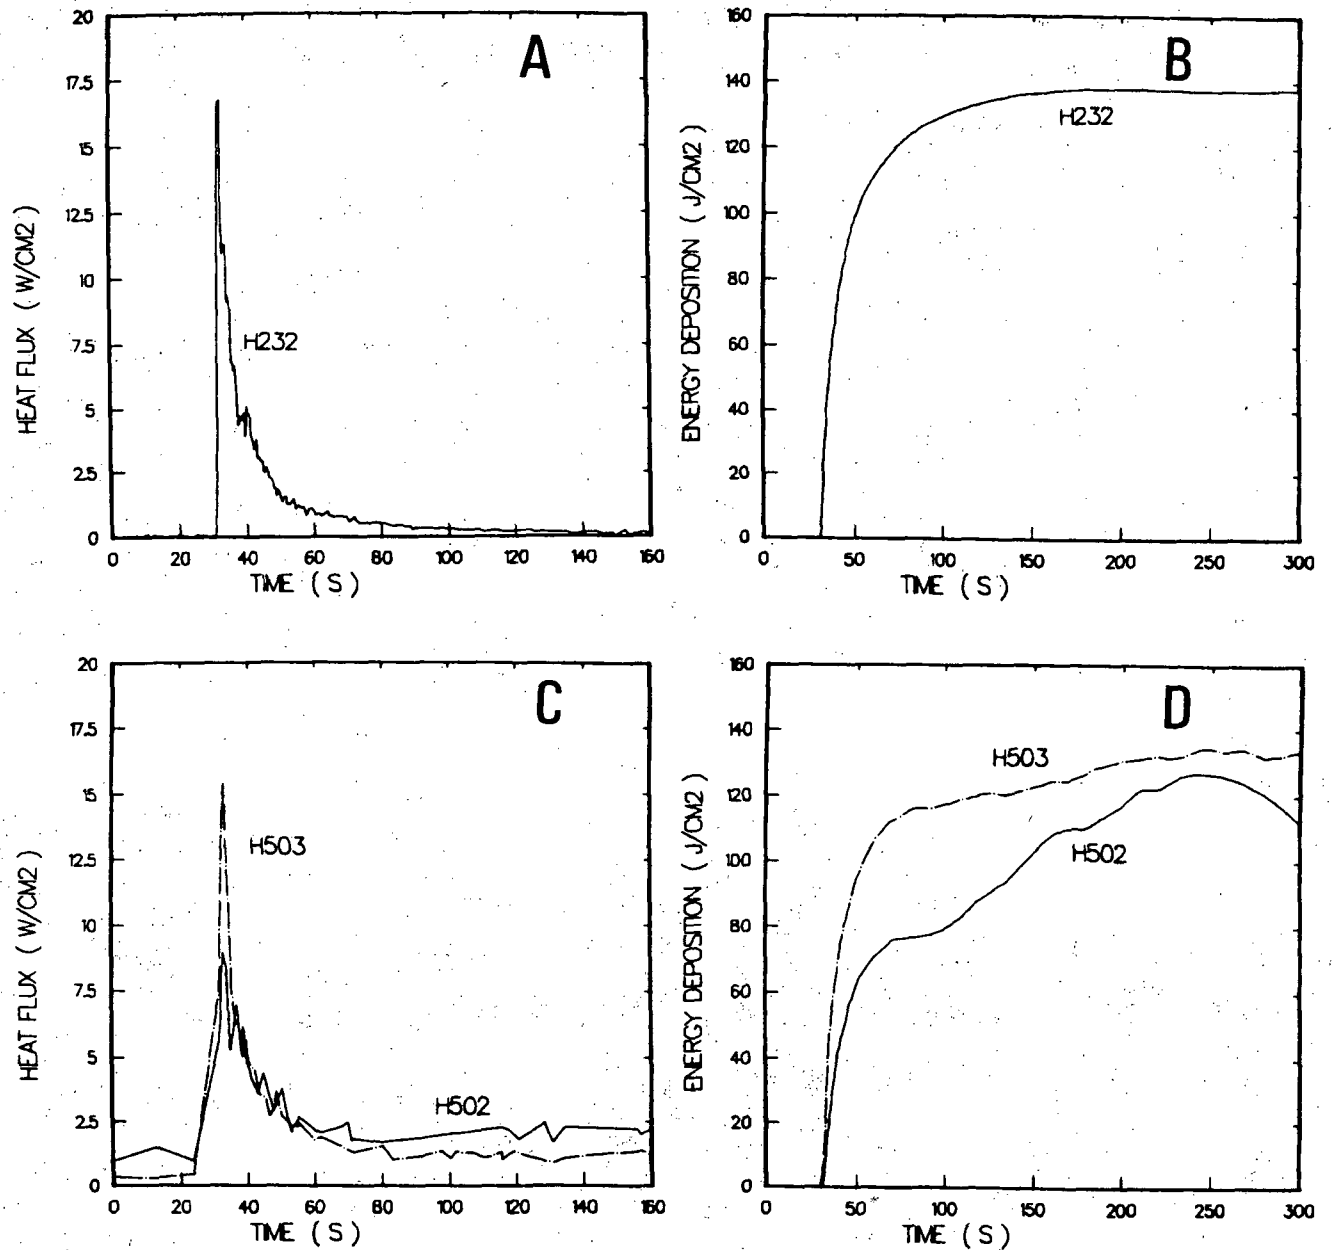 A
20
17.5
15
12.5
10
7.5
5
2.5
0
HEAT FLUX ( W/CM2 )
H232
0 20 40 60 80 100 120 140 160
TIME ( S )
B
160
140
120
100
80
60
40
20
0
ENERGY DEPOSITION ( J/CM2 )
H232
0 50 100 150 200 250 300
TIME ( S )
C
20
17.5
15
12.5
10
7.5
5
2.5
0
HEAT FLUX ( W/CM2 )
H503
H502
0 20 40 60 80 100 120 140 160
TIME ( S )
D
160
140
120
100
80
60
40
20
0
ENERGY DEPOSITION ( J/CM2 )
H503
H502
0 50 100 150 200 250 300
TIME ( S )